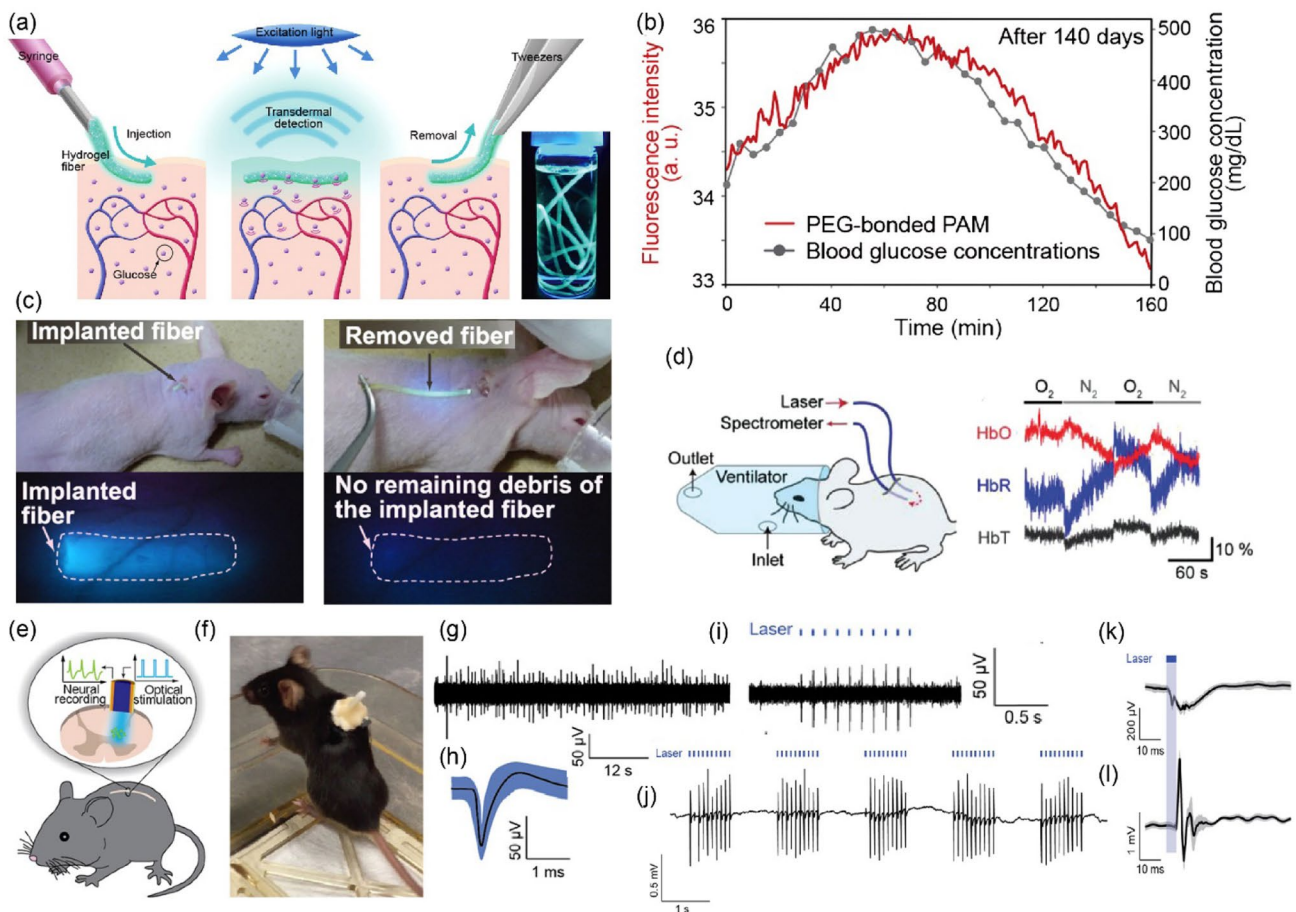 (a)
Syringe
Excitation light
Tweezers
Transdermal
detection
Injection
Removal
Hydrogel
fiber
Glucose
(b)
After 140 days
Fluorescence intensity
(a. u.)
36
35
34
33
PEG-bonded PAM
Blood glucose concentrations
500
400
300
200
100
0
Blood glucose concentration
(mg/dL)
0 40 80 120 160
Time (min)
(c)
Implanted fiber
Removed fiber
Implanted
fiber
No remaining debris of
the implanted fiber
(d)
Laser
Spectrometer
Outlet
Ventilator
Inlet
O2 N2 O2 N2
HbO
HbR
HbT
10 %
60 s
(e)
Neural
recording
Optical
stimulation
(f)
(g)
50 µV
12 s
(h)
50 µV
1 ms
(i)
Laser
50 µV
0.5 s
(j)
Laser
0.5 mV
1 s
(k)
Laser
200 µV
10 ms
(l)
1 mV
10 ms